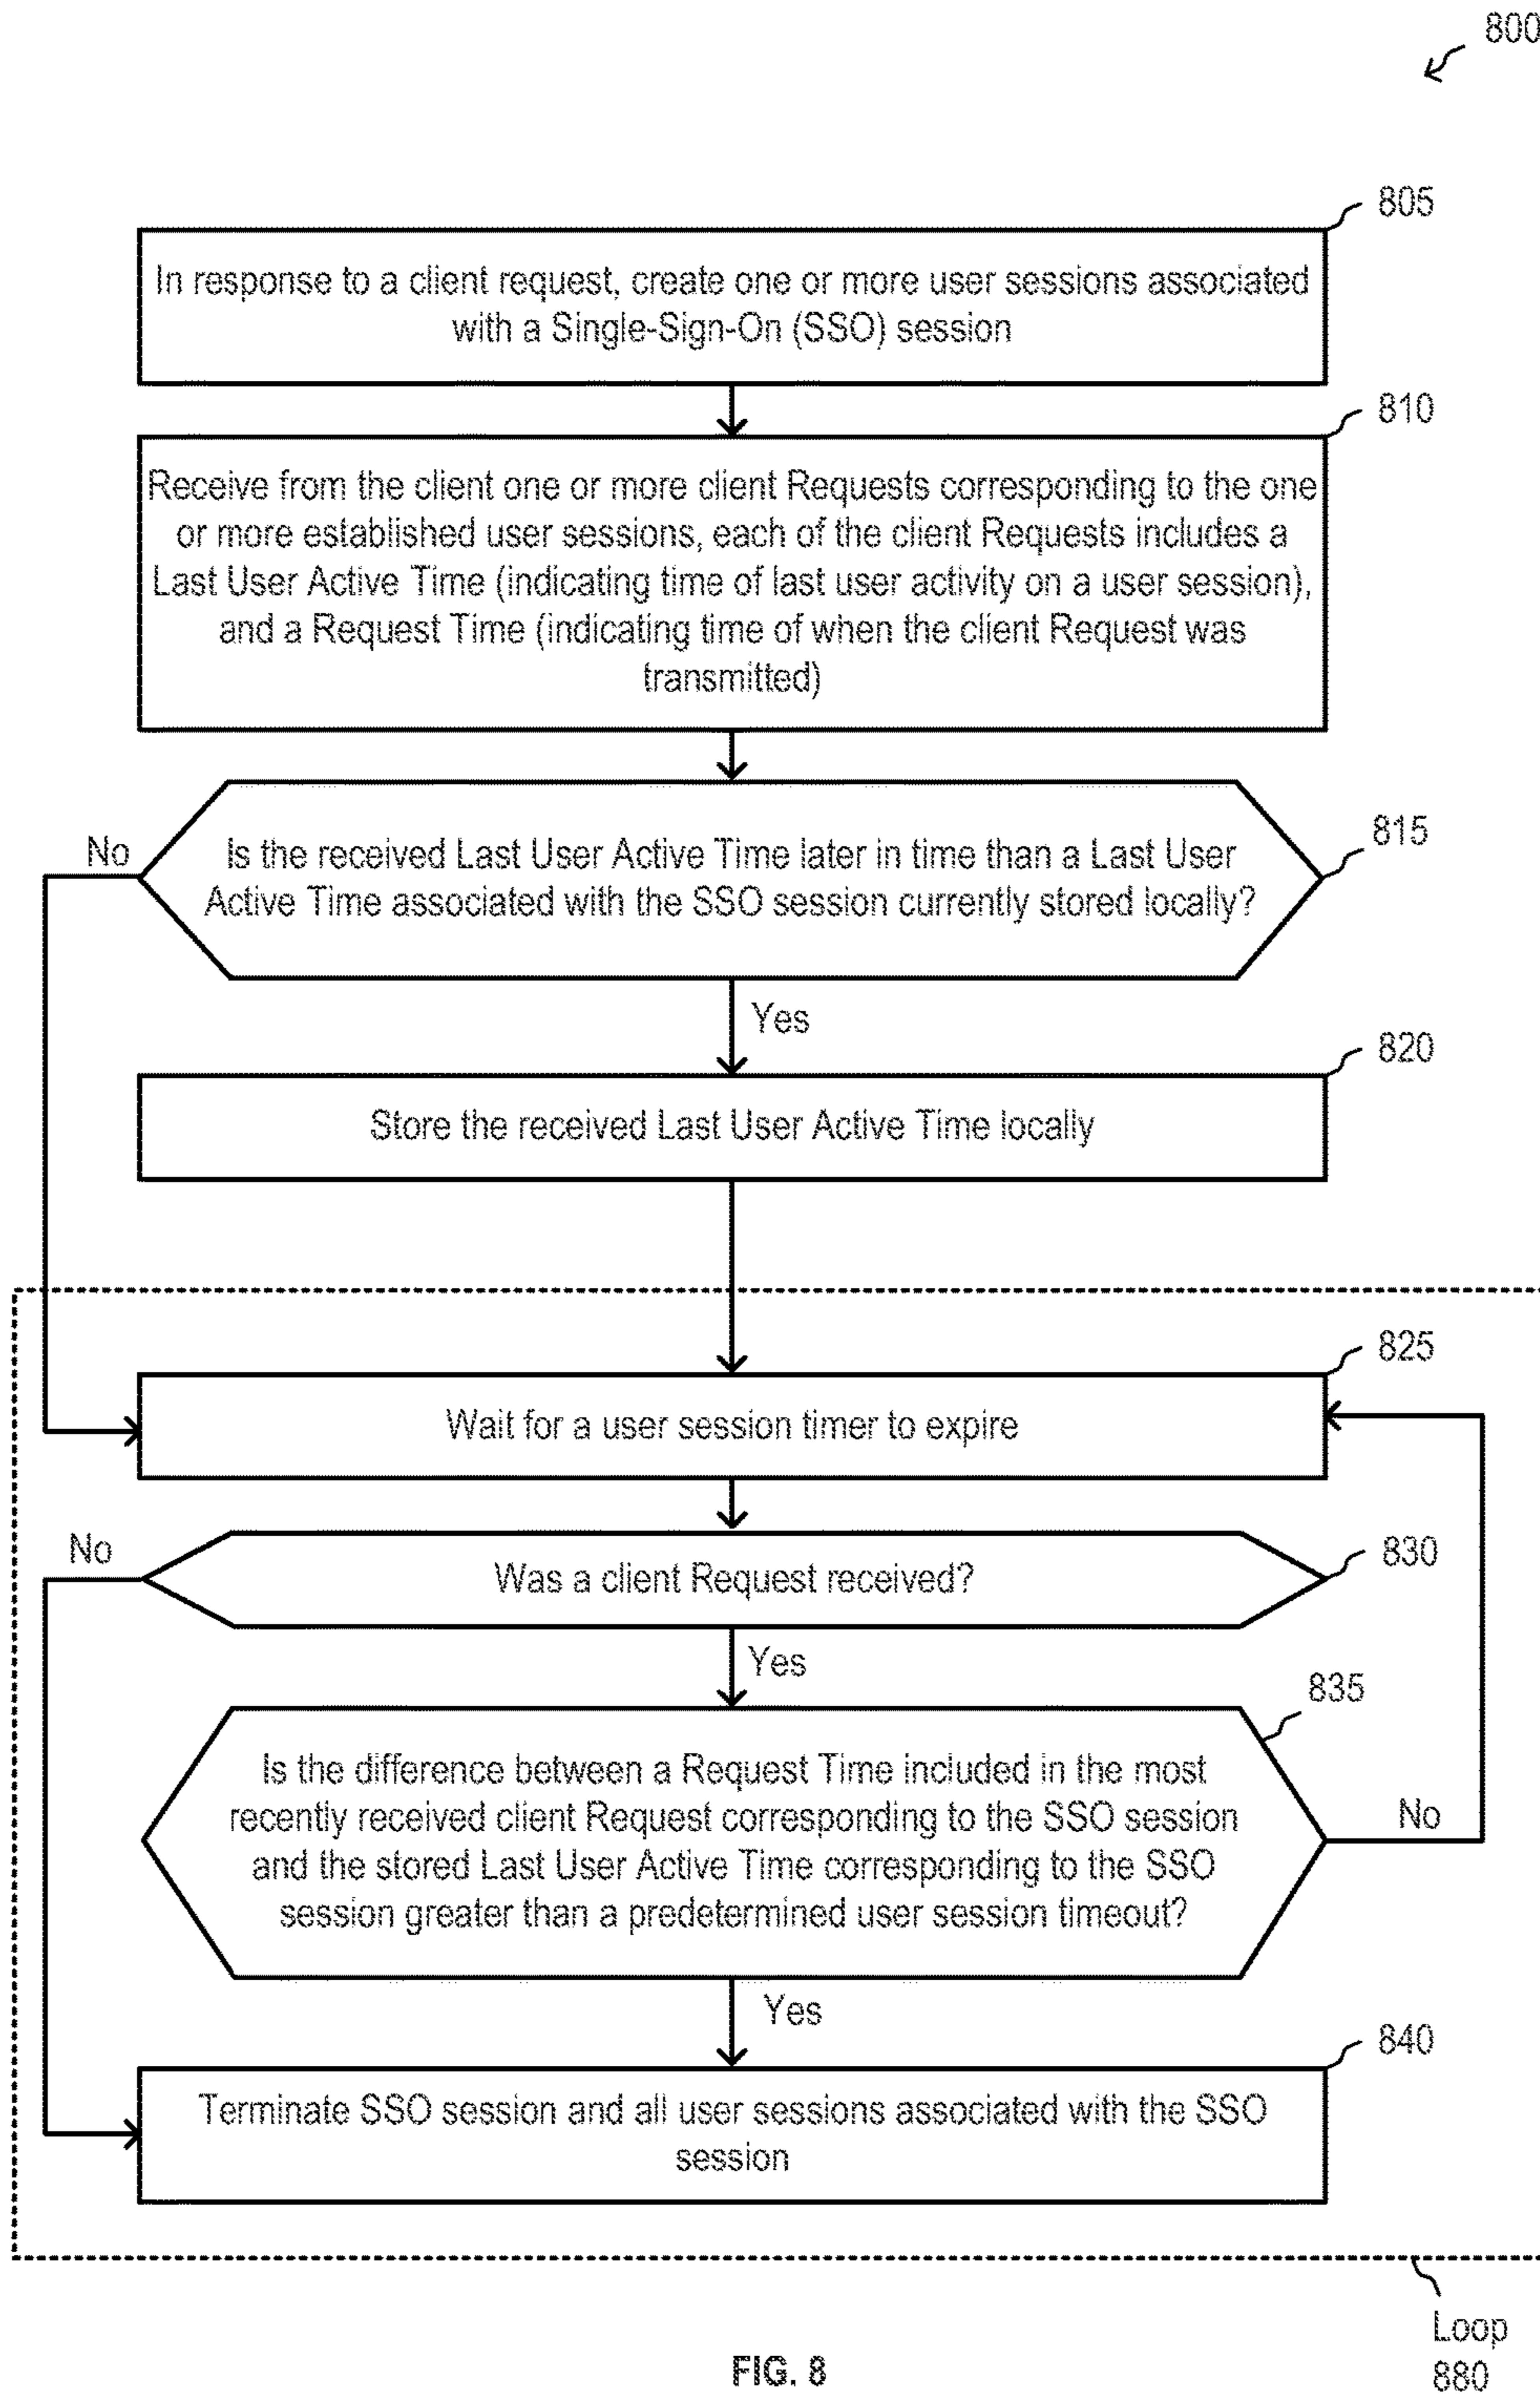 800
805
In response to a client request, create one or more user sessions associated
with a Single-Sign-On (SSO) session
810
Receive from the client one or more client Requests corresponding to the one
or more established user sessions, each of the client Requests includes a
Last User Active Time (indicating time of last user activity on a user session),
and a Request Time (indicating time of when the client Request was
transmitted)
815
No
Is the received Last User Active Time later in time than a Last User
Active Time associated with the SSO session currently stored locally?
Yes
820
Store the received Last User Active Time locally
825
Wait for a user session timer to expire
No
830
Was a client Request received?
Yes
835
Is the difference between a Request Time included in the most
recently received client Request corresponding to the SSO session
and the stored Last User Active Time corresponding to the SSO
session greater than a predetermined user session timeout?
No
Yes
840
Terminate SSO session and all user sessions associated with the SSO
session
Loop
880
FIG. 8